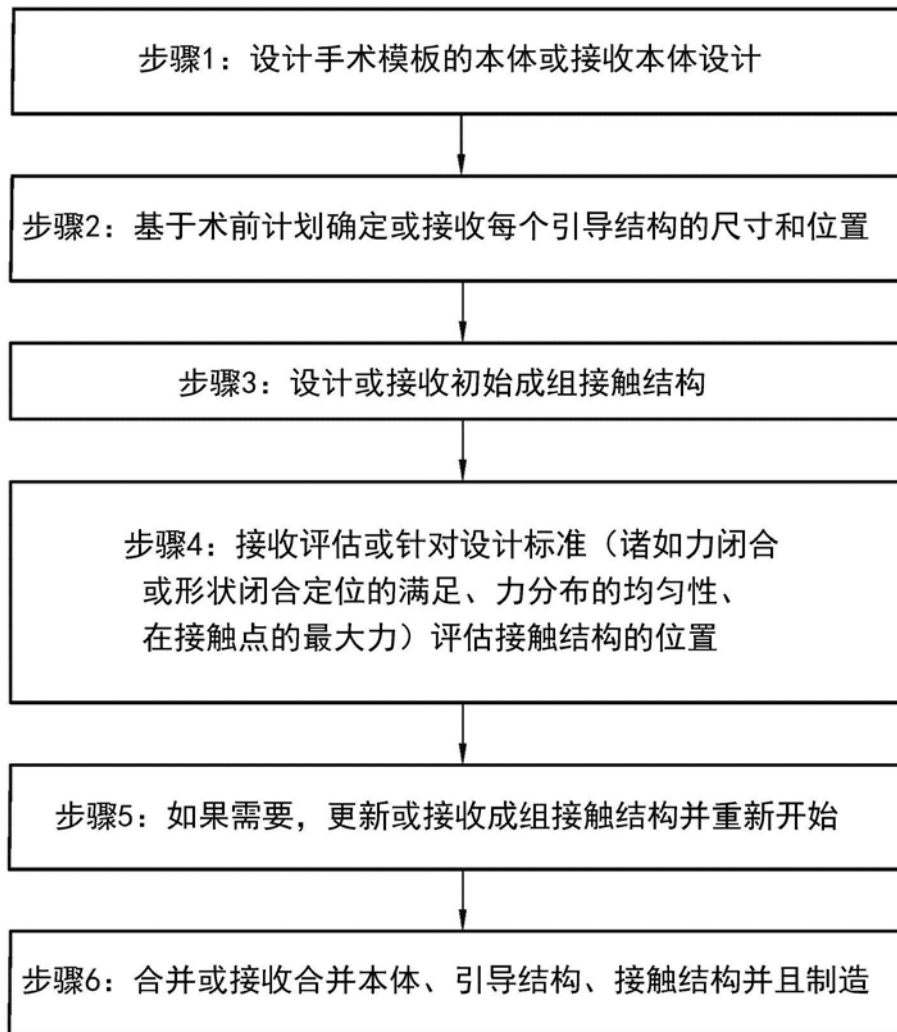 步骤1：设计手术模板的本体或接收本体设计
步骤2：基于术前计划确定或接收每个引导结构的尺寸和位置
步骤3：设计或接收初始成组接触结构
步骤4：接收评估或针对设计标准（诸如力闭合
或形状闭合定位的满足、力分布的均匀性、
在接触点的最大力）评估接触结构的位置
步骤5：如果需要，更新或接收成组接触结构并重新开始
步骤6：合并或接收合并本体、引导结构、接触结构并且制造